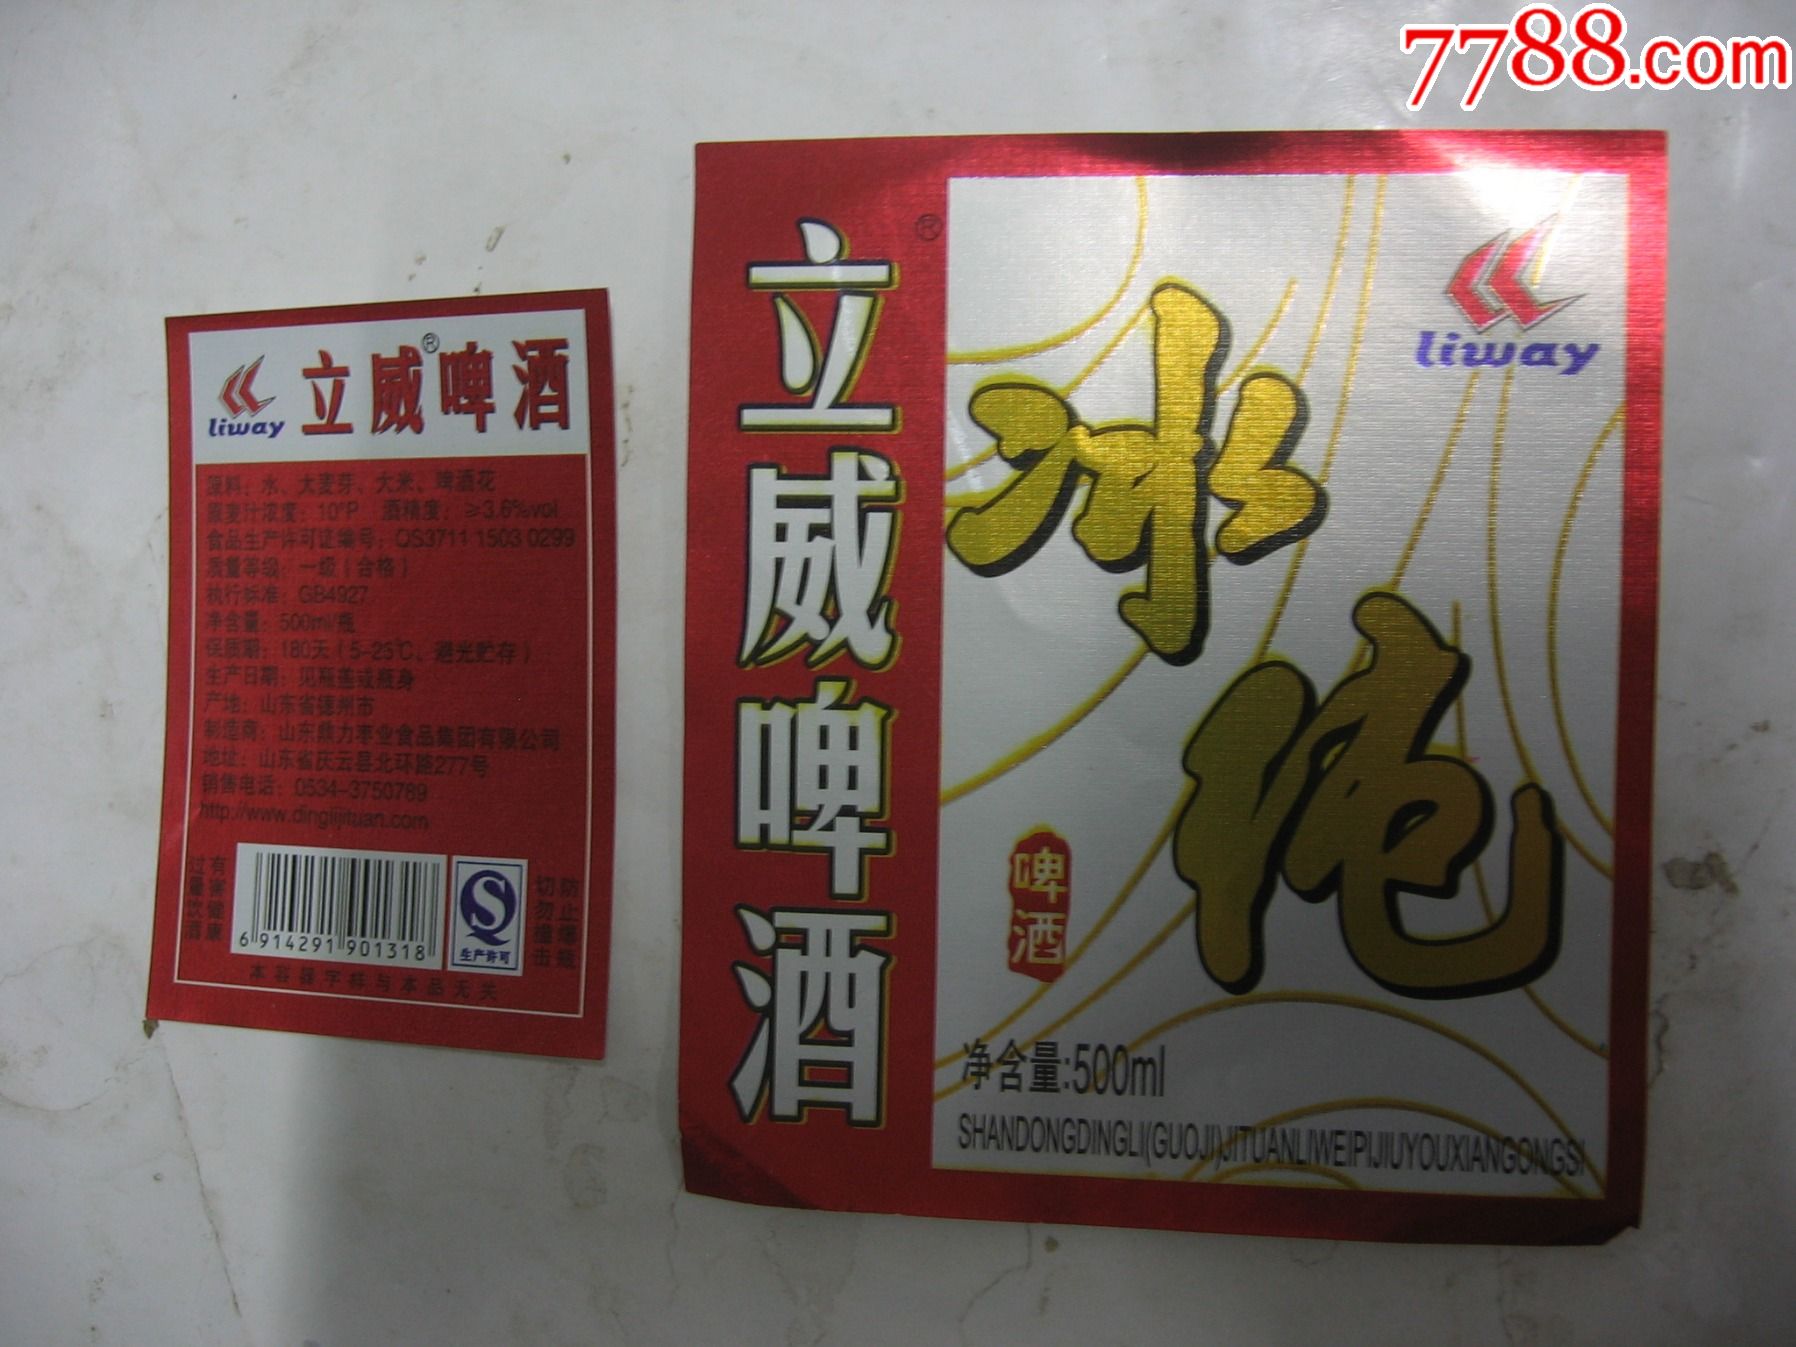 7788.com
liway
立威®啤酒
原料：水、大麦芽、大米、啤酒花
原麦汁浓度：10°P 酒精度：≥3.6%vol
食品生产许可证编号：QS3711 1503 0299
质量等级：一级（合格）
执行标准：GB4927
净含量：500ml/瓶
保质期：180天（5-25℃、避光贮存）
生产日期：见瓶盖或瓶身
产地：山东省德州市
制造商：山东鼎力枣业食品集团有限公司
地址：山东省庆云县北环路277号
销售电话：0534-3750789
http://www.dinglijituan.com
过量饮酒
有害健康
6 914291 901318
生产许可
切勿撞击
防止爆瓶
本容器字样与本品无关
立威啤酒®
liway
冰纯
啤酒
净含量:500ml
SHANDONGDINGLI(GUOJI)JITUANLIWEIPIJIUYOUXIANGONGSI